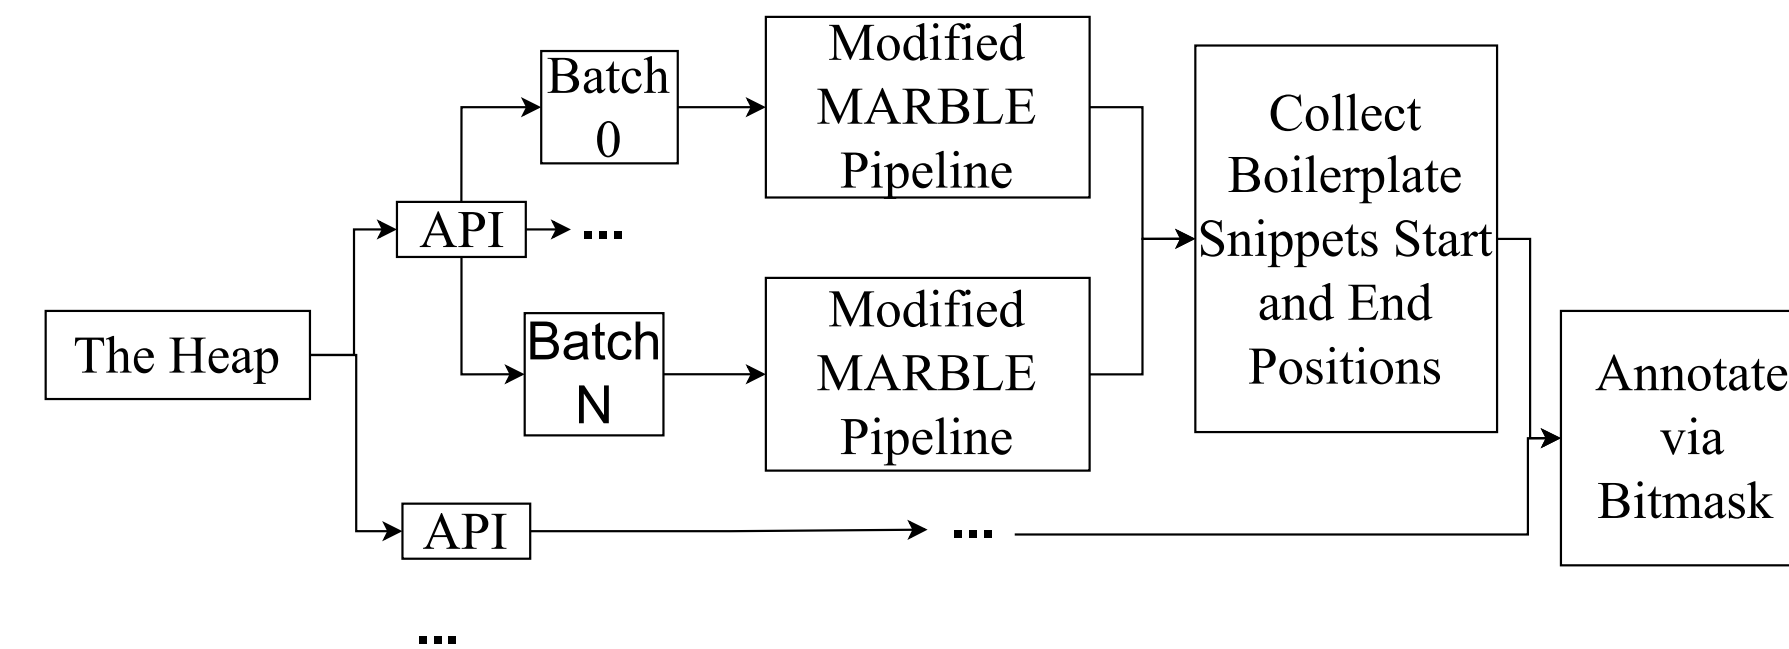 The Heap
API
Batch
0
...
Batch
N
Modified
MARBLE
Pipeline
Modified
MARBLE
Pipeline
Collect
Boilerplate
Snippets Start
and End
Positions
API
...
Annotate
via
Bitmask
...